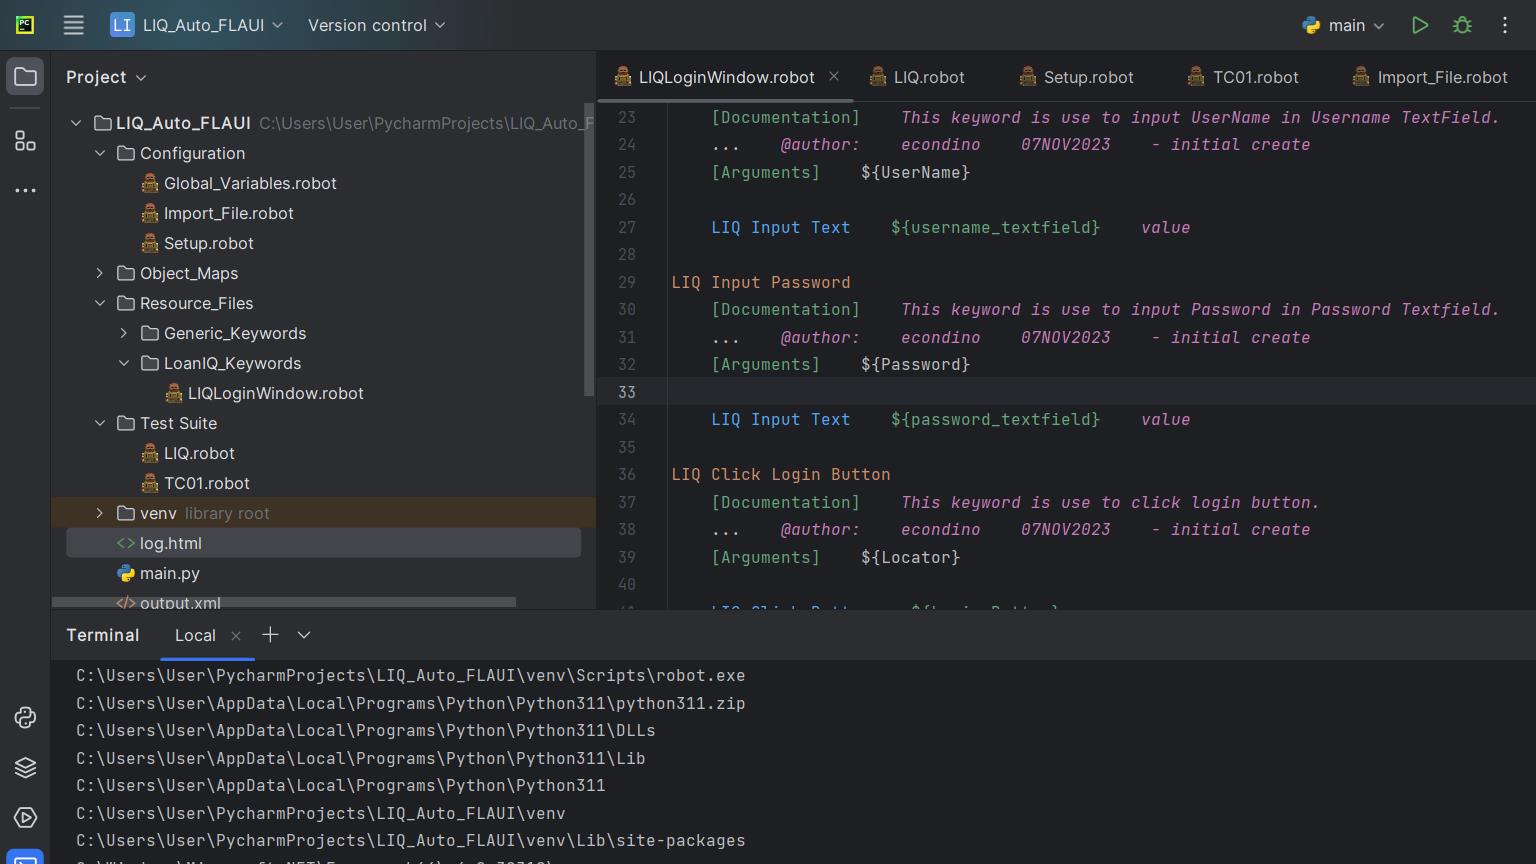 PC LI LIQ_Auto_FLAUI Version control main
Project
LIQ_Auto_FLAUI C:\Users\User\PycharmProjects\LIQ_Auto_F
Configuration
Global_Variables.robot
Import_File.robot
Setup.robot
Object_Maps
Resource_Files
Generic_Keywords
LoanIQ_Keywords
LIQLoginWindow.robot
Test Suite
LIQ.robot
TC01.robot
venv library root
log.html
main.py
output.xml
LIQLoginWindow.robot LIQ.robot Setup.robot TC01.robot Import_File.robot
23 [Documentation] This keyword is use to input UserName in Username TextField.
24 ... @author: econdino 07NOV2023 - initial create
25 [Arguments] ${UserName}
26
27 LIQ Input Text ${username_textfield} value
28
29 LIQ Input Password
30 [Documentation] This keyword is use to input Password in Password Textfield.
31 ... @author: econdino 07NOV2023 - initial create
32 [Arguments] ${Password}
33
34 LIQ Input Text ${password_textfield} value
35
36 LIQ Click Login Button
37 [Documentation] This keyword is use to click login button.
38 ... @author: econdino 07NOV2023 - initial create
39 [Arguments] ${Locator}
40
Terminal Local
C:\Users\User\PycharmProjects\LIQ_Auto_FLAUI\venv\Scripts\robot.exe
C:\Users\User\AppData\Local\Programs\Python\Python311\python311.zip
C:\Users\User\AppData\Local\Programs\Python\Python311\DLLs
C:\Users\User\AppData\Local\Programs\Python\Python311\Lib
C:\Users\User\AppData\Local\Programs\Python\Python311
C:\Users\User\PycharmProjects\LIQ_Auto_FLAUI\venv
C:\Users\User\PycharmProjects\LIQ_Auto_FLAUI\venv\Lib\site-packages